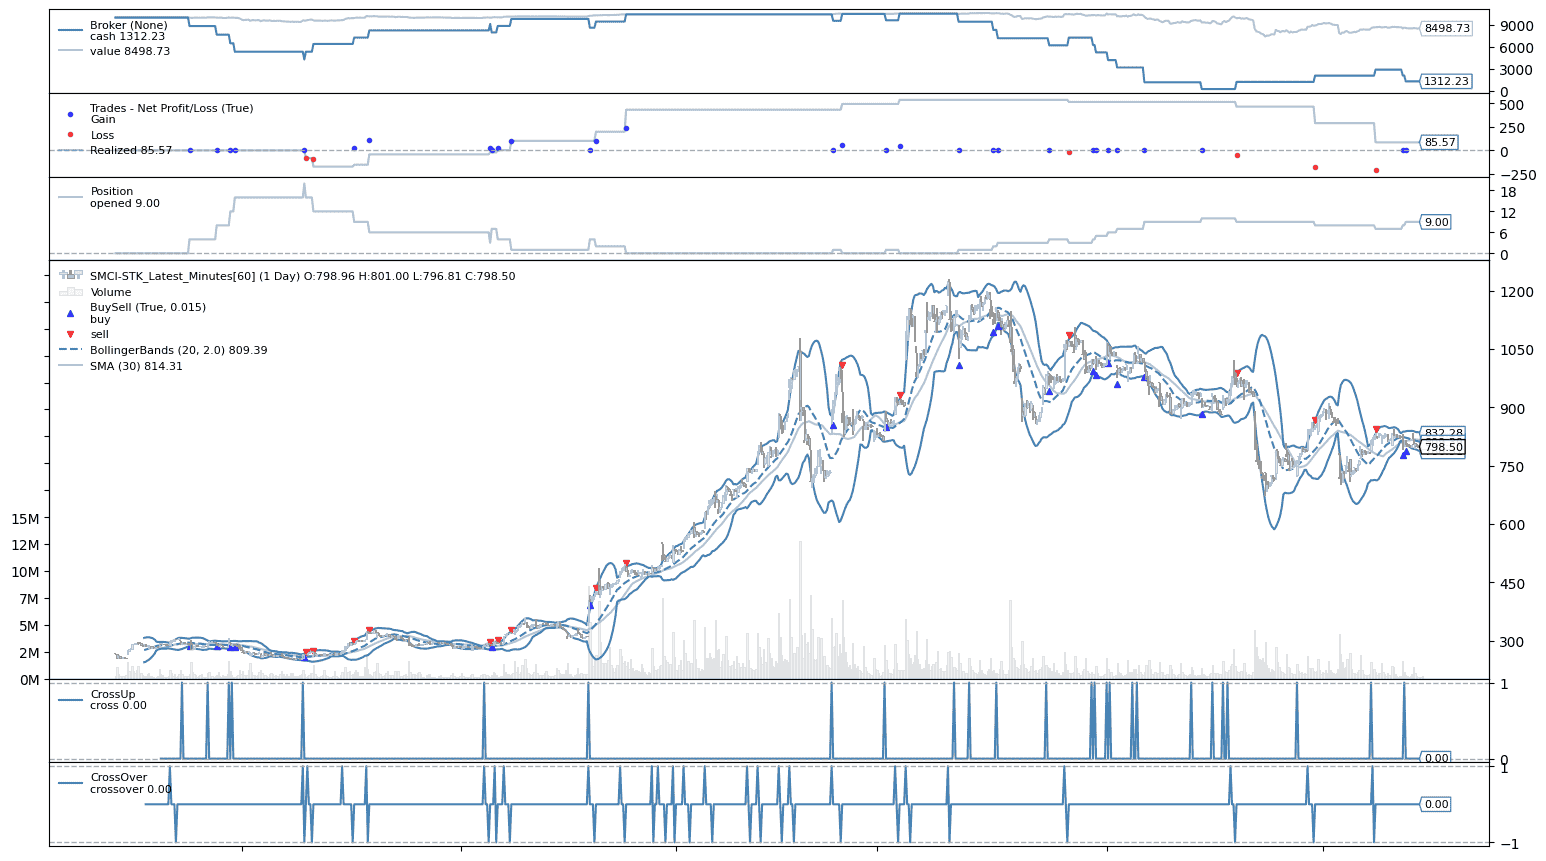 Broker (None)
cash 1312.23
value 8498.73
9000
6000
3000
0
8498.73
1312.23
Trades - Net Profit/Loss (True)
Gain
Loss
Realized 85.57
500
250
0
−250
85.57
Position
opened 9.00
18
12
6
0
9.00
SMCI-STK_Latest_Minutes[60] (1 Day) O:798.96 H:801.00 L:796.81 C:798.50
Volume
BuySell (True, 0.015)
buy
sell
BollingerBands (20, 2.0) 809.39
SMA (30) 814.31
15M
12M
10M
7M
5M
2M
0M
1200
1050
900
750
600
450
300
832.28
798.50
CrossUp
cross 0.00
1
0
0.00
CrossOver
crossover 0.00
1
−1
0.00